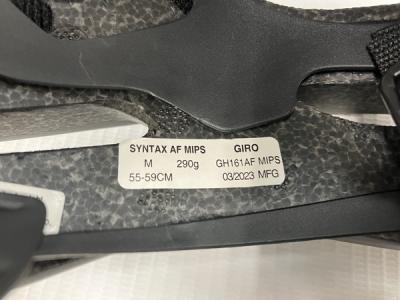 SYNTAX AF MIPS GIRO
M 290g GH161AF MIPS
55-59CM 03/2023 MFG